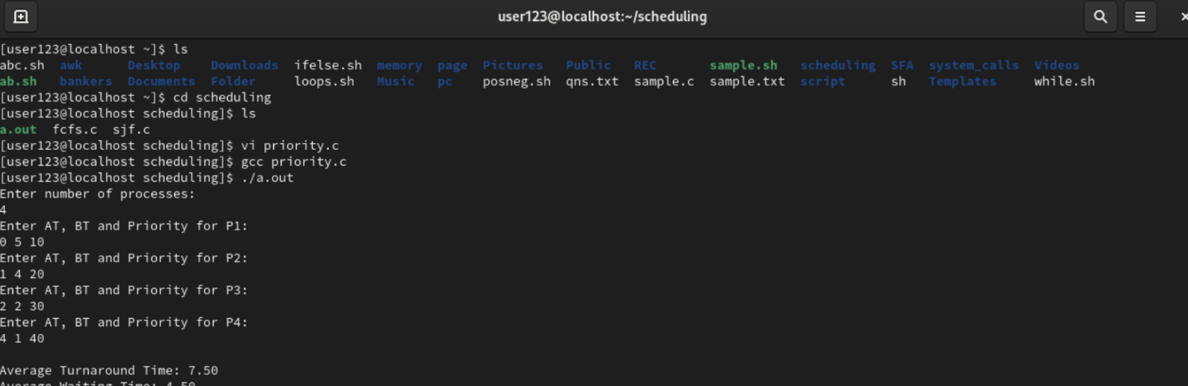 user123@localhost:~/scheduling
[user123@localhost ~]$ ls
abc.sh awk Desktop Downloads ifelse.sh memory page Pictures Public REC sample.sh scheduling SFA system_calls Videos
ab.sh bankers Documents Folder loops.sh Music pc posneg.sh qns.txt sample.c sample.txt script sh Templates while.sh
[user123@localhost ~]$ cd scheduling
[user123@localhost scheduling]$ ls
a.out fcfs.c sjf.c
[user123@localhost scheduling]$ vi priority.c
[user123@localhost scheduling]$ gcc priority.c
[user123@localhost scheduling]$ ./a.out
Enter number of processes:
4
Enter AT, BT and Priority for P1:
0 5 10
Enter AT, BT and Priority for P2:
1 4 20
Enter AT, BT and Priority for P3:
2 2 30
Enter AT, BT and Priority for P4:
4 1 40
Average Turnaround Time: 7.50
Average Waiting Time: 4.50